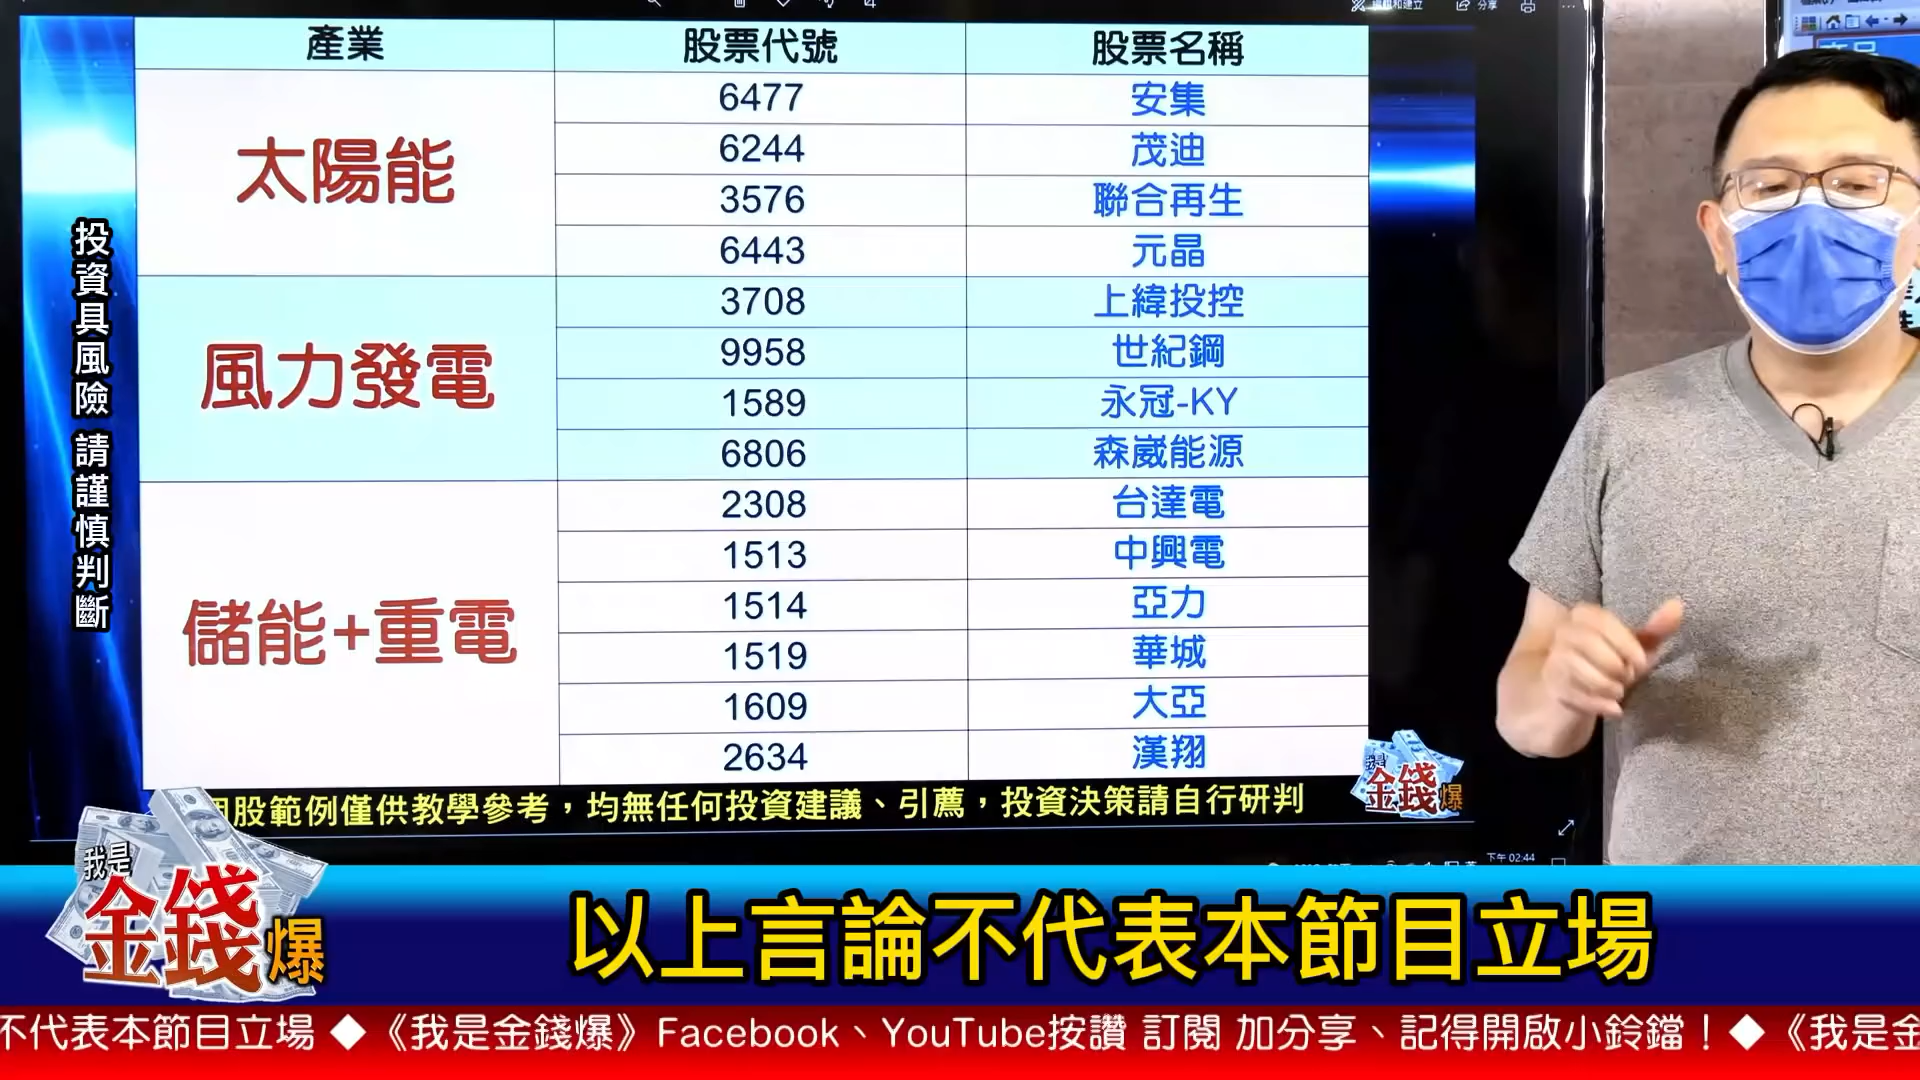 分享
產業 股票代號 股票名稱
太陽能
6477 安集
6244 茂迪
3576 聯合再生
6443 元晶
風力發電
3708 上緯投控
9958 世紀鋼
1589 永冠-KY
6806 森崴能源
儲能+重電
2308 台達電
1513 中興電
1514 亞力
1519 華城
1609 大亞
2634 漢翔
投資具風險 請謹慎判斷
股範例僅供教學參考，均無任何投資建議、引薦，投資決策請自行研判
金錢爆
下午 02:44
我是
金錢爆
以上言論不代表本節目立場
不代表本節目立場 ◆《我是金錢爆》Facebook、YouTube按讚 訂閱 加分享、記得開啟小鈴鐺！◆《我是金